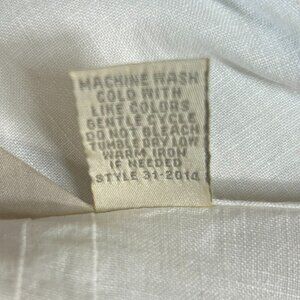 MACHINE WASH
COLD WITH
LIKE COLORS
GENTLE CYCLE
DO NOT BLEACH
TUMBLE DRY LOW
WARM IRON
IF NEEDED
STYLE 31-2014